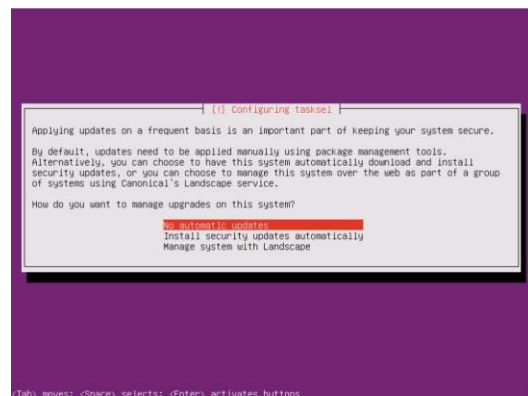 [!] Configuring tasksel
Applying updates on a frequent basis is an important part of keeping your system secure.
By default, updates need to be applied manually using package management tools.
Alternatively, you can choose to have this system automatically download and install
security updates, or you can choose to manage this system over the web as part of a group
of systems using Canonical's Landscape service.
How do you want to manage upgrades on this system?
No automatic updates
Install security updates automatically
Manage system with Landscape
<Tab> moves; <Space> selects; <Enter> activates buttons